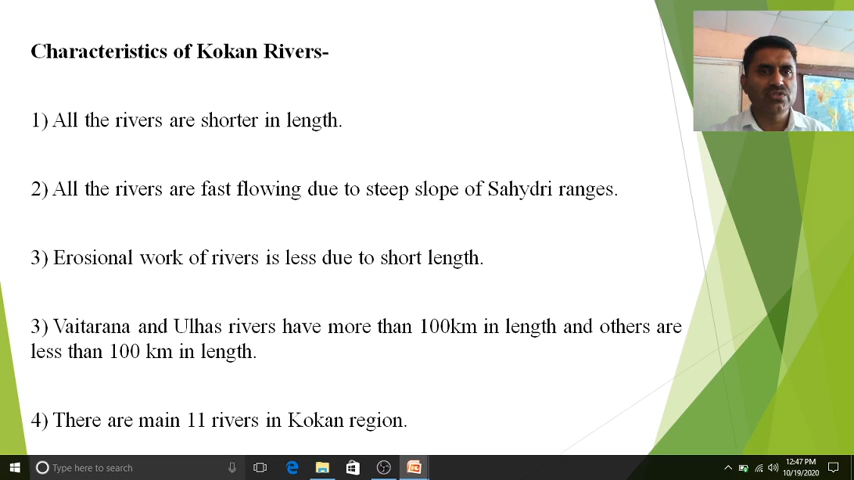 Characteristics of Kokan Rivers-
1) All the rivers are shorter in length.
2) All the rivers are fast flowing due to steep slope of Sahydri ranges.
3) Erosional work of rivers is less due to short length.
3) Vaitarana and Ulhas rivers have more than 100km in length and others are
less than 100 km in length.
4) There are main 11 rivers in Kokan region.
Type here to search
12:47 PM
10/19/2020